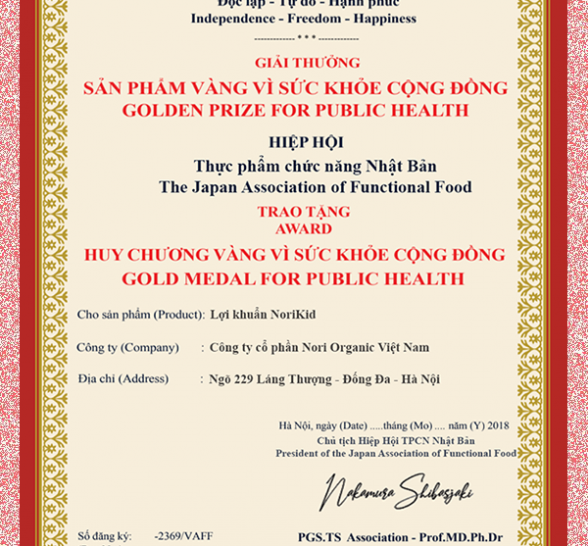 Độc lập - Tự do - Hạnh phúc
Independence - Freedom - Happiness
------------- * * * -------------
GIẢI THƯỞNG
SẢN PHẨM VÀNG VÌ SỨC KHỎE CỘNG ĐỒNG
GOLDEN PRIZE FOR PUBLIC HEALTH
HIỆP HỘI
Thực phẩm chức năng Nhật Bản
The Japan Association of Functional Food
TRAO TẶNG
AWARD
HUY CHƯƠNG VÀNG VÌ SỨC KHỎE CỘNG ĐỒNG
GOLD MEDAL FOR PUBLIC HEALTH
Cho sản phẩm (Product): Lợi khuẩn NoriKid
Công ty (Company) : Công ty cổ phần Nori Organic Việt Nam
Địa chỉ (Address) : Ngõ 229 Láng Thượng - Đống Đa - Hà Nội
Hà Nội, ngày (Date) .....tháng (Mo) .... năm (Y) 2018
Chủ tịch Hiệp Hội TPCN Nhật Bản
President of the Japan Association of Functional Food
Nakamura Shibaszaki
Số đăng ký: -2369/VAFF
PGS.TS Association - Prof.MD.Ph.Dr